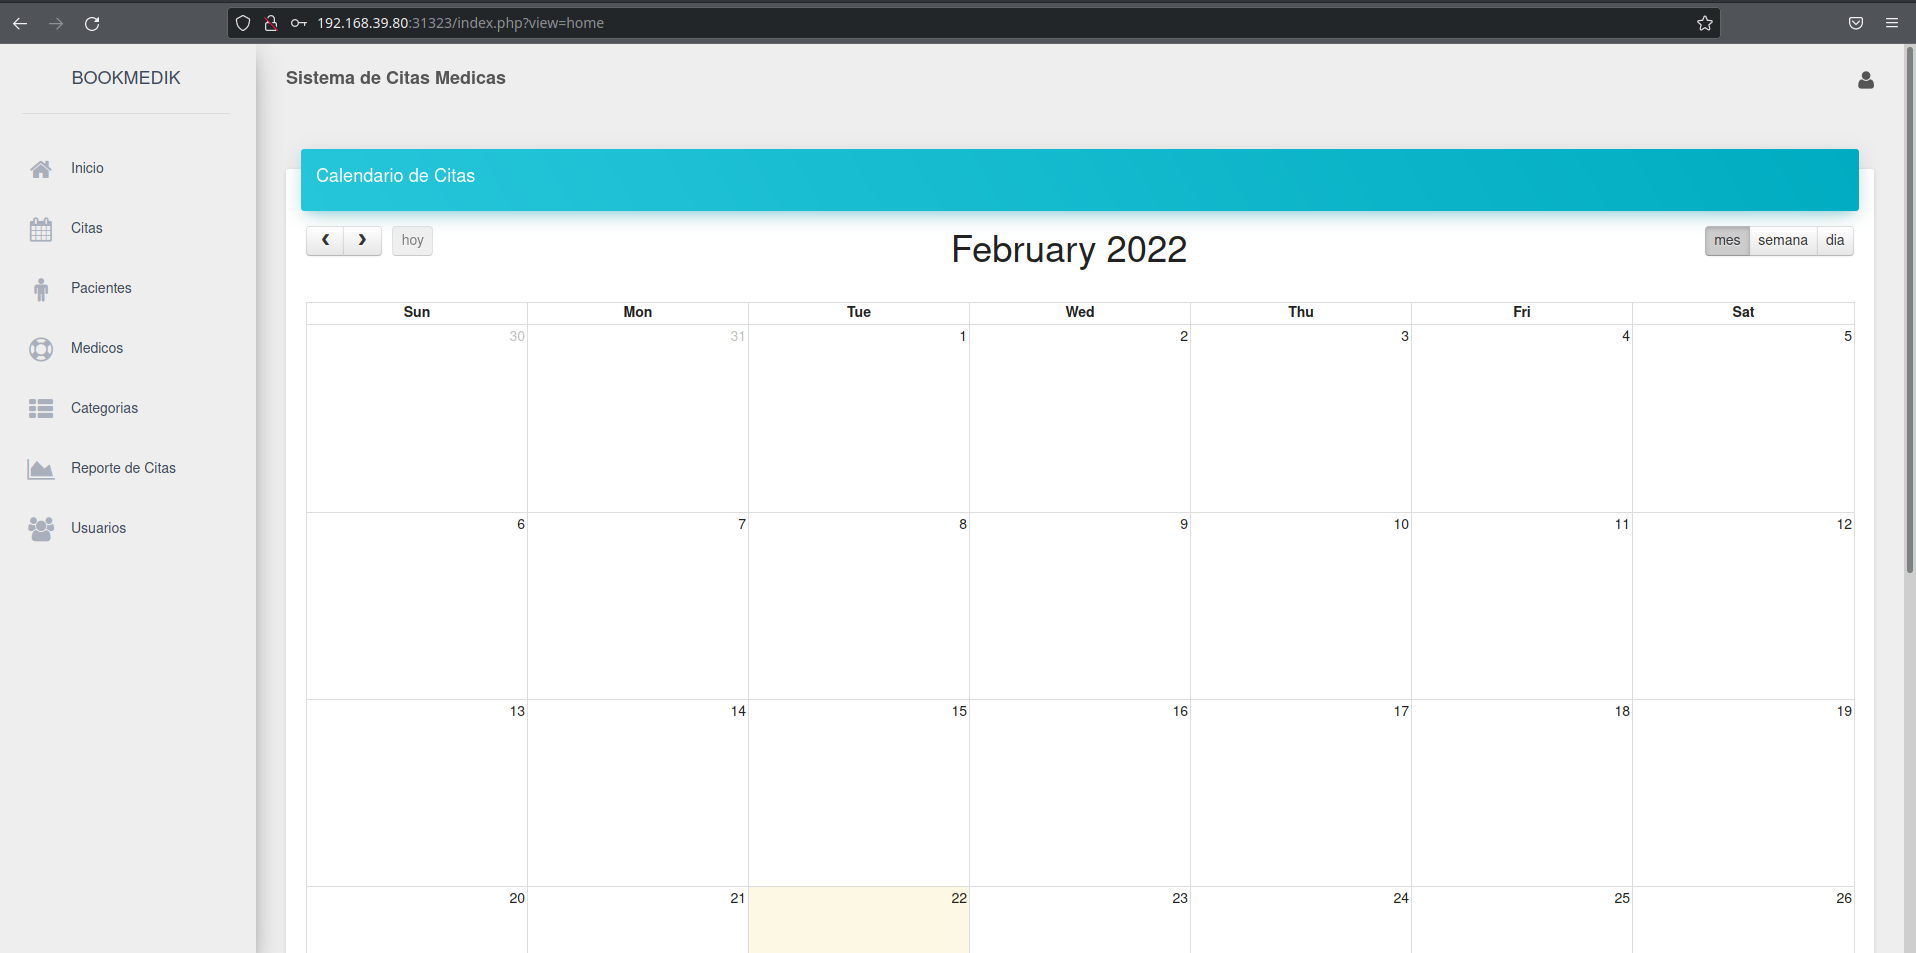 192.168.39.80:31323/index.php?view=home
BOOKMEDIK
Sistema de Citas Medicas
Inicio
Citas
Pacientes
Medicos
Categorias
Reporte de Citas
Usuarios
Calendario de Citas
hoy
February 2022
mes semana dia
Sun Mon Tue Wed Thu Fri Sat
30 31 1 2 3 4 5
6 7 8 9 10 11 12
13 14 15 16 17 18 19
20 21 22 23 24 25 26